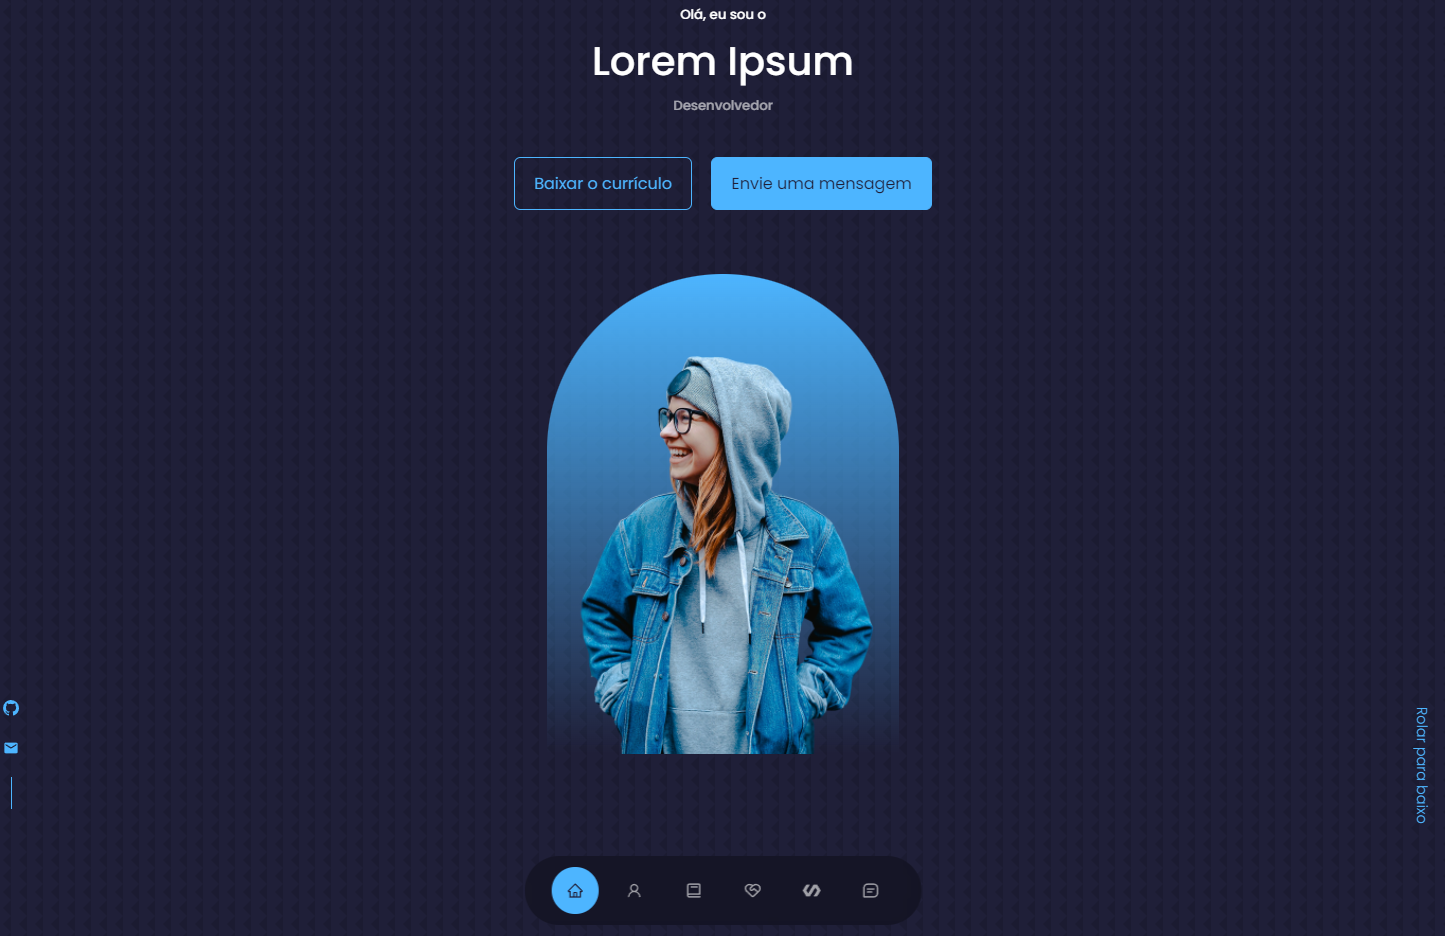 Olá, eu sou o
Lorem Ipsum
Desenvolvedor
Baixar o currículo
Envie uma mensagem
Rolar para baixo